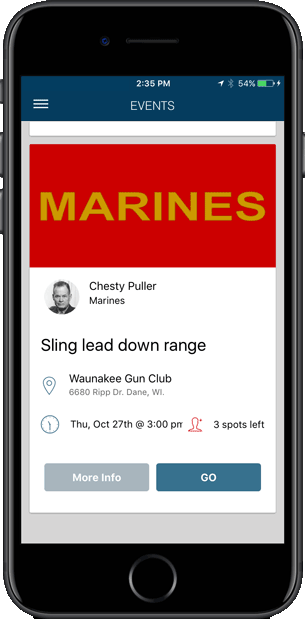 2:35 PM 54%
EVENTS
MARINES
Chesty Puller
Marines
Sling lead down range
Waunakee Gun Club
6680 Ripp Dr. Dane, WI.
Thu, Oct 27th @ 3:00 pm 3 spots left
More Info GO